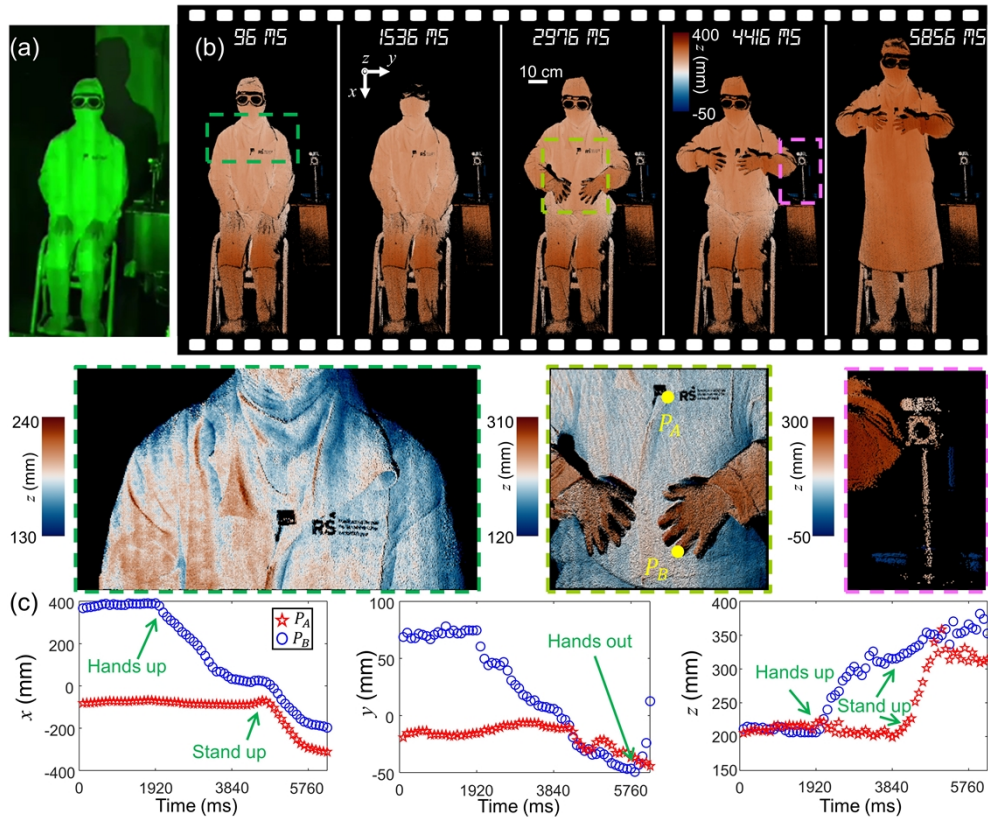 (a)
(b)
96 MS
1536 MS
2976 MS
4416 MS
5856 MS
z
y
x
10 cm
400
z (mm)
-50
240
z (mm)
130
310
z (mm)
120
300
z (mm)
-50
RS
P_A
RS
P_B
(c)
400
200
0
-200
-400
x (mm)
P_A
P_B
Hands up
Stand up
0
1920
3840
5760
Time (ms)
100
50
0
-50
y (mm)
Hands out
0
1920
3840
5760
Time (ms)
350
300
250
200
150
z (mm)
Hands up
Stand up
0
1920
3840
5760
Time (ms)